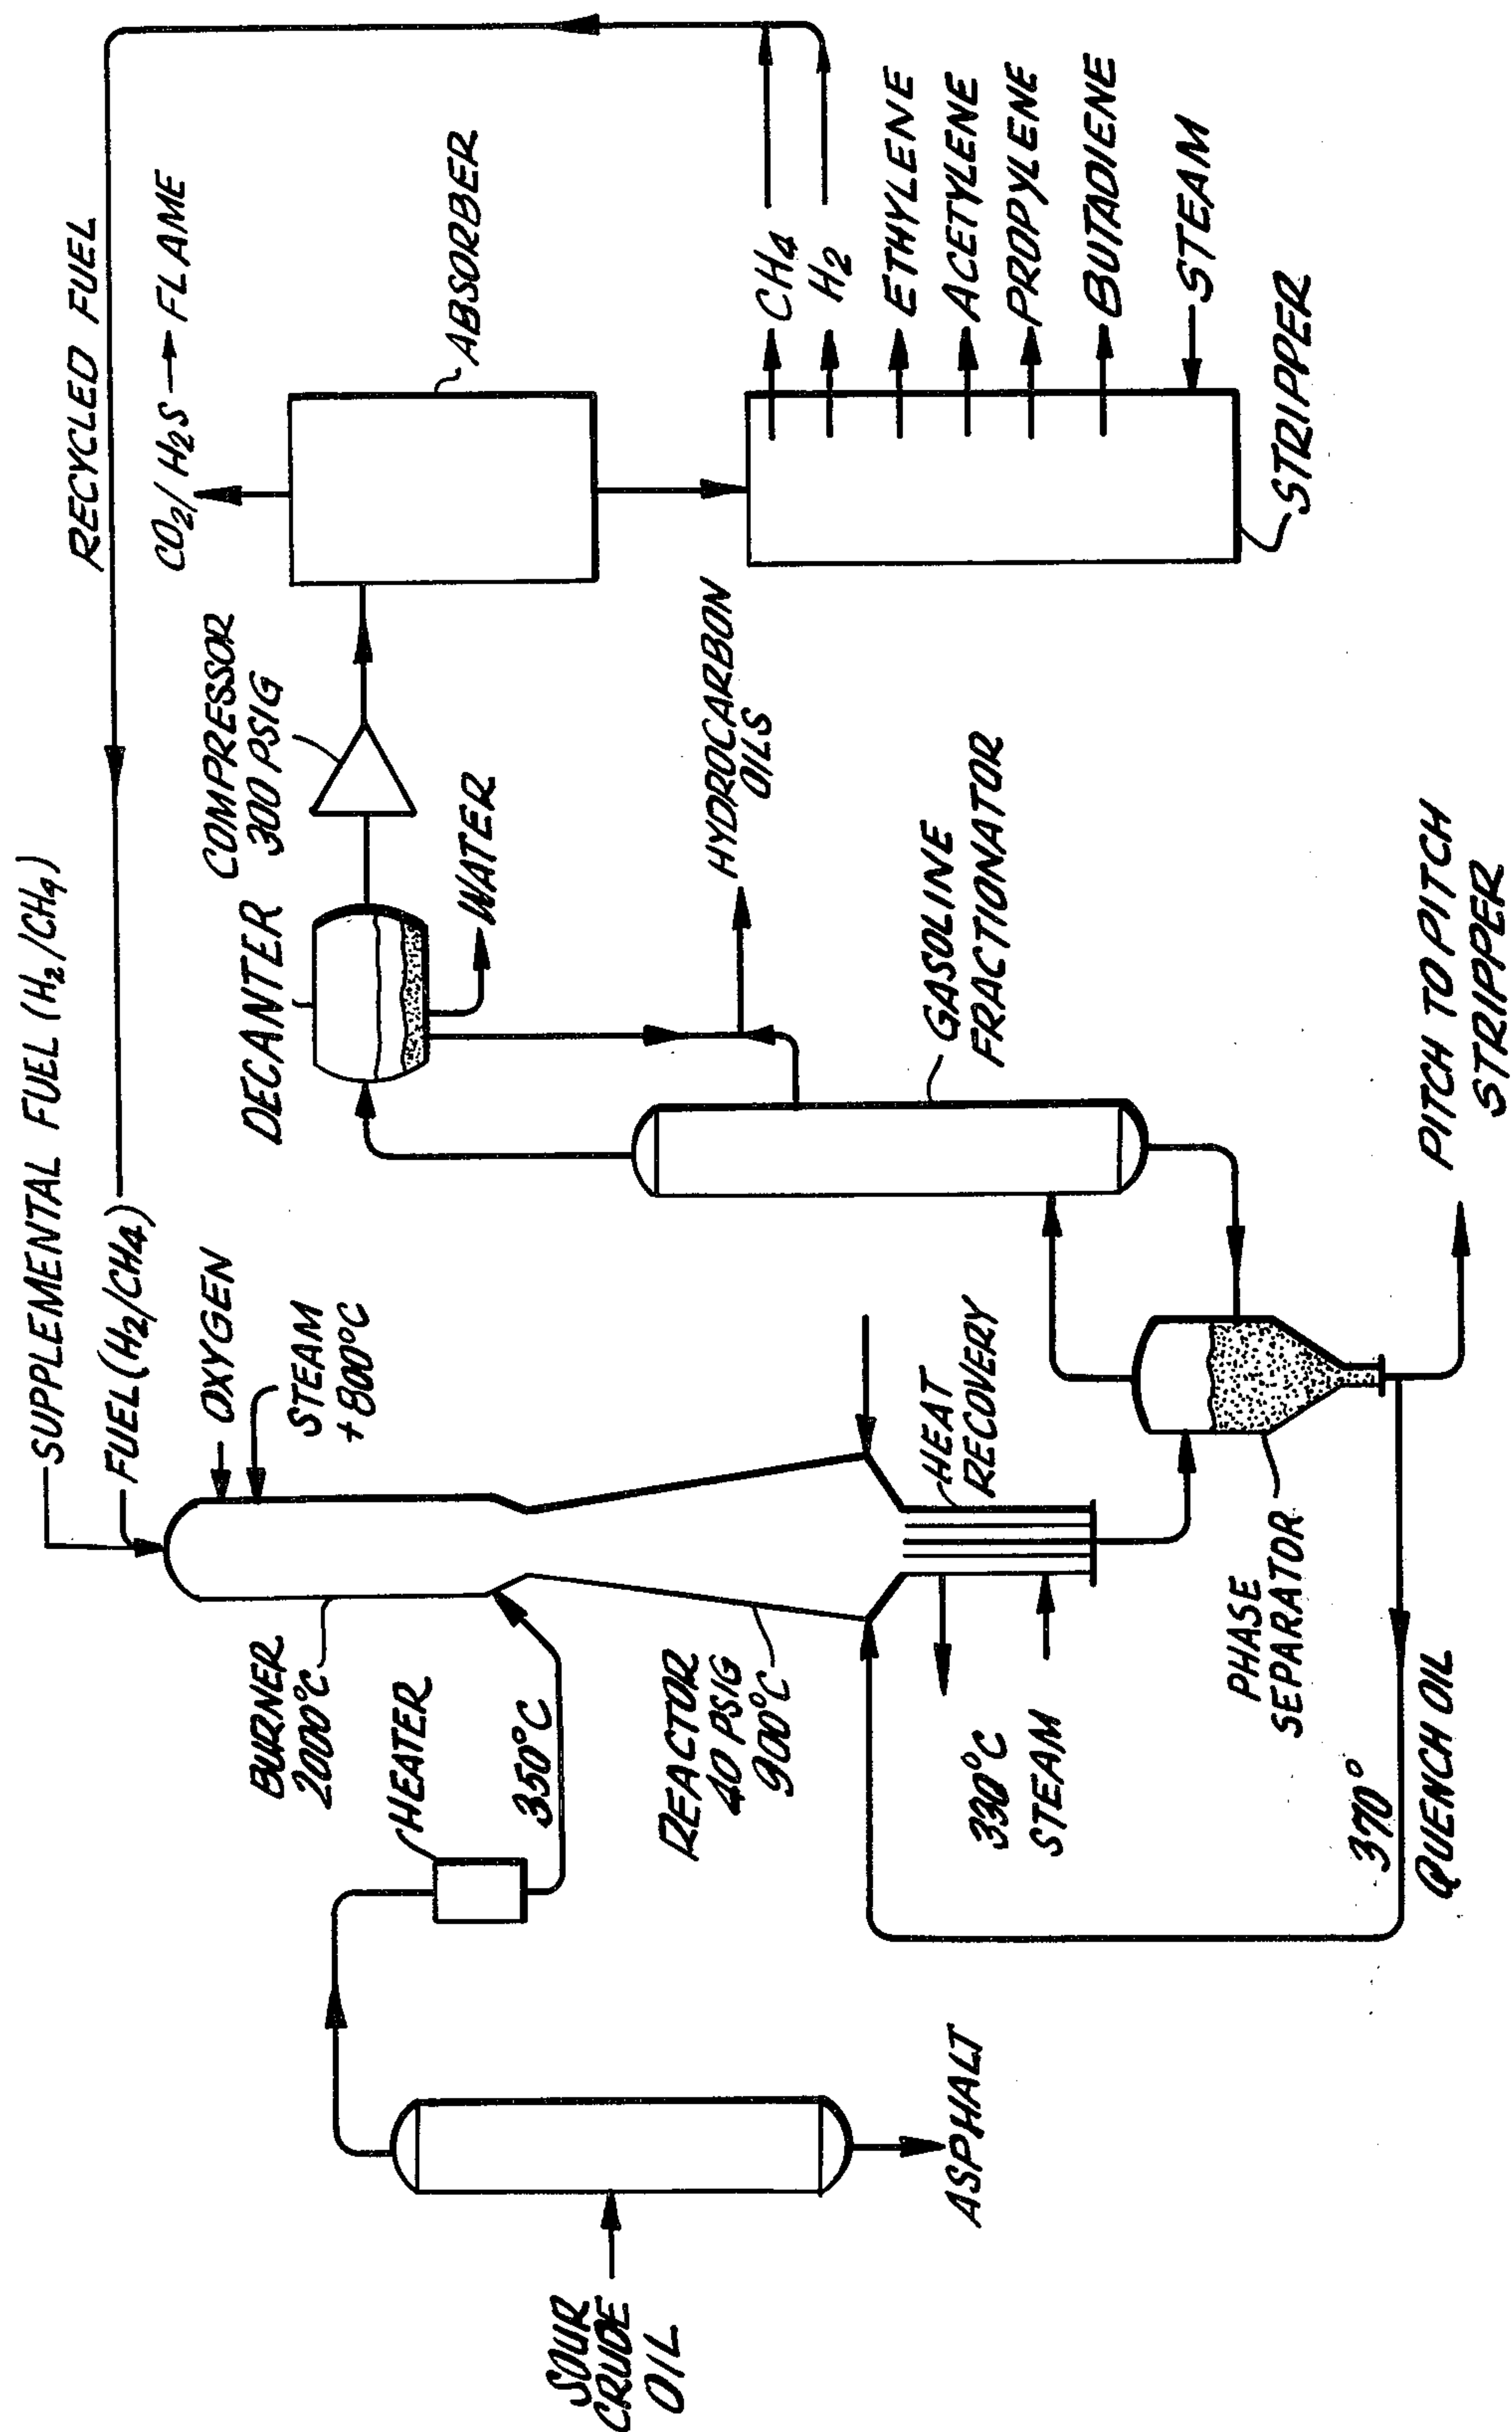 SUPPLEMENTAL FUEL (H2/CH4)
RECYCLED FUEL
FUEL(H2/CH4)
OXYGEN
STEAM
+800°C
CO2/H2S → FLAME
ABSORBER
COMPRESSOR
300 PSIG
DECANTER
WATER
BURNER
2000°C
HEATER
350°C
REACTOR
40 PSIG
900°C
HYDROCARBON
OILS
CH4
H2
ETHYLENE
ACETYLENE
PROPYLENE
BUTADIENE
STEAM
STRIPPER
SOUR
CRUDE
OIL
ASPHALT
HEAT
RECOVERY
330°C
STEAM
GASOLINE
FRACTIONATOR
PHASE
SEPARATOR
370°
QUENCH OIL
PITCH TO PITCH
STRIPPER